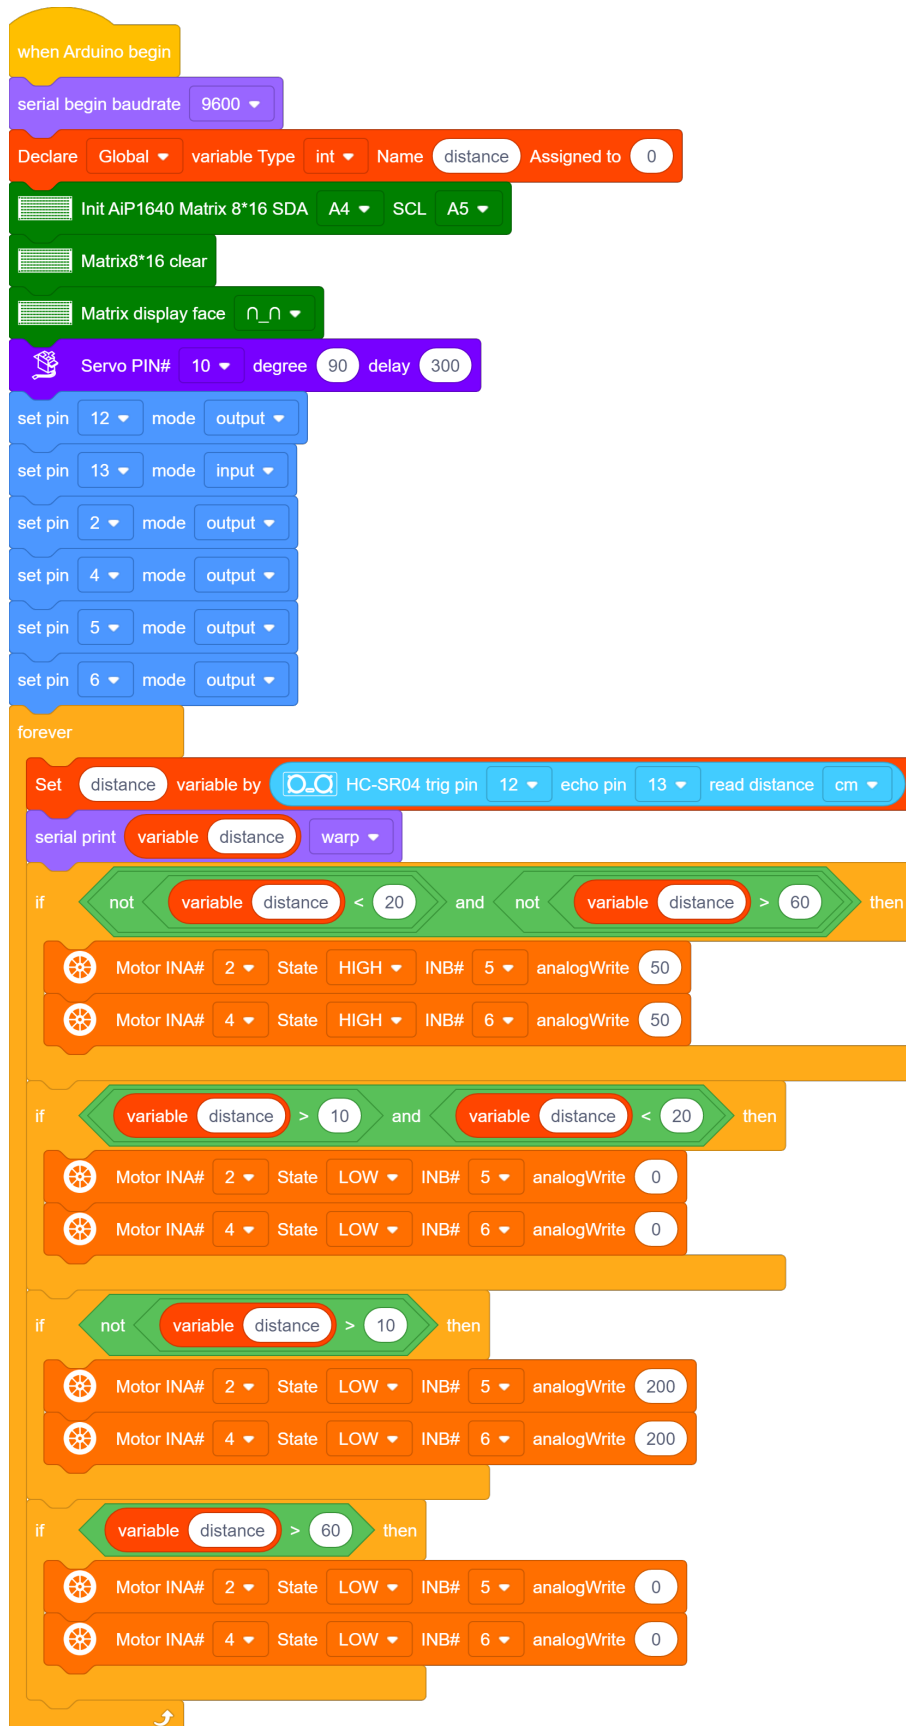 when Arduino begin
serial begin baudrate 9600
Declare Global variable Type int Name distance Assigned to 0
Init AiP1640 Matrix 8*16 SDA A4 SCL A5
Matrix8*16 clear
Matrix display face ∩_∩
Servo PIN# 10 degree 90 delay 300
set pin 12 mode output
set pin 13 mode input
set pin 2 mode output
set pin 4 mode output
set pin 5 mode output
set pin 6 mode output
forever
Set distance variable by HC-SR04 trig pin 12 echo pin 13 read distance cm
serial print variable distance warp
if not variable distance < 20 and not variable distance > 60 then
Motor INA# 2 State HIGH INB# 5 analogWrite 50
Motor INA# 4 State HIGH INB# 6 analogWrite 50
if variable distance > 10 and variable distance < 20 then
Motor INA# 2 State LOW INB# 5 analogWrite 0
Motor INA# 4 State LOW INB# 6 analogWrite 0
if not variable distance > 10 then
Motor INA# 2 State LOW INB# 5 analogWrite 200
Motor INA# 4 State LOW INB# 6 analogWrite 200
if variable distance > 60 then
Motor INA# 2 State LOW INB# 5 analogWrite 0
Motor INA# 4 State LOW INB# 6 analogWrite 0